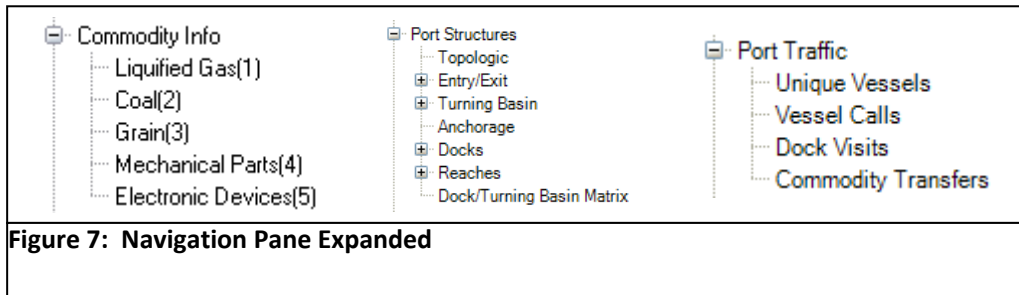 Commodity Info
Liquified Gas(1)
Coal(2)
Grain(3)
Mechanical Parts(4)
Electronic Devices(5)
Port Structures
Topologic
Entry/Exit
Turning Basin
Anchorage
Docks
Reaches
Dock/Turning Basin Matrix
Port Traffic
Unique Vessels
Vessel Calls
Dock Visits
Commodity Transfers
Figure 7: Navigation Pane Expanded